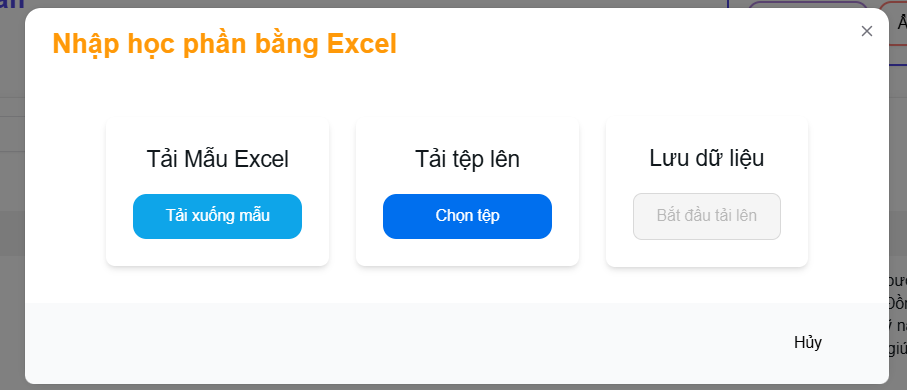 Nhập học phần bằng Excel
Tải Mẫu Excel
Tải xuống mẫu
Tải tệp lên
Chọn tệp
Lưu dữ liệu
Bắt đầu tải lên
Hủy